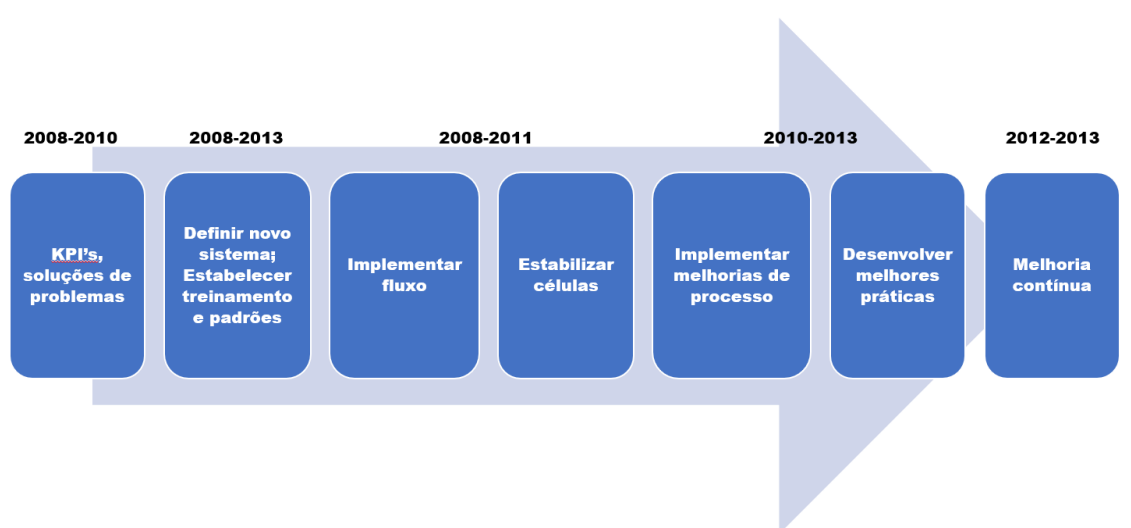 2008-2010
2008-2013
2008-2011
2010-2013
2012-2013
KPI's,
soluções de
problemas
Definir novo
sistema;
Estabelecer
treinamento
e padrões
Implementar
fluxo
Estabilizar
células
Implementar
melhorias de
processo
Desenvolver
melhores
práticas
Melhoria
contínua